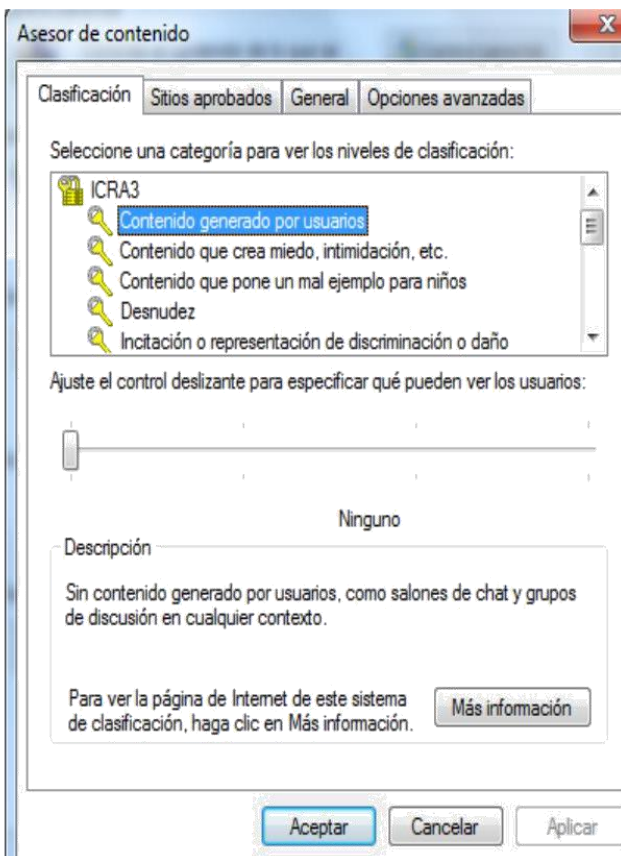 Asesor de contenido
Clasificación
Sitios aprobados
General
Opciones avanzadas
Seleccione una categoría para ver los niveles de clasificación:
ICRA3
Contenido generado por usuarios
Contenido que crea miedo, intimidación, etc.
Contenido que pone un mal ejemplo para niños
Desnudez
Incitación o representación de discriminación o daño
Ajuste el control deslizante para especificar qué pueden ver los usuarios:
Ninguno
Descripción
Sin contenido generado por usuarios, como salones de chat y grupos
de discusión en cualquier contexto.
Para ver la página de Internet de este sistema
de clasificación, haga clic en Más información.
Más información
Aceptar
Cancelar
Aplicar